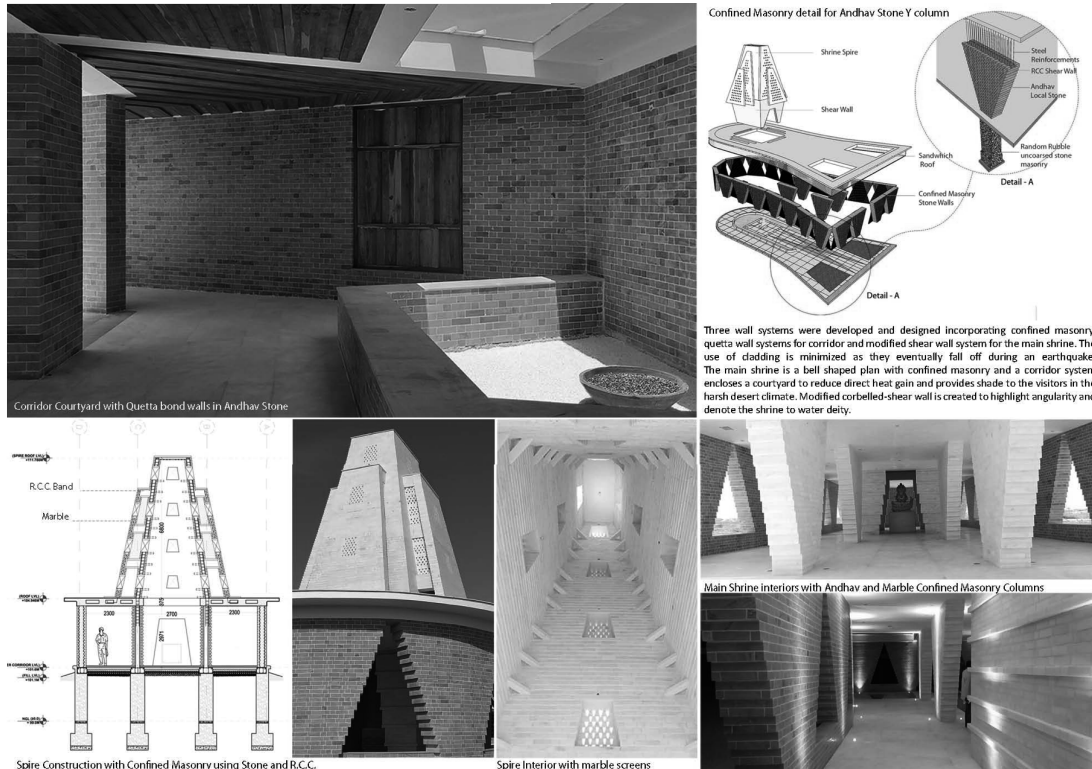 Confined Masonry detail for Andhav Stone Y column
Shrine Spire
Shear Wall
Sandwhich
Roof
Confined Masonry
Stone Walls
Steel
Reinforcements
RCC Shear Wall
Andhav
Local Stone
Random Rubble
uncoarsed stone
masonry
Detail - A
Detail - A
Corridor Courtyard with Quetta bond walls in Andhav Stone
Three wall systems were developed and designed incorporating confined masonry
quetta wall systems for corridor and modified shear wall system for the main shrine. The
use of cladding is minimized as they eventually fall off during an earthquake
The main shrine is a bell shaped plan with confined masonry and a corridor system
encloses a courtyard to reduce direct heat gain and provides shade to the visitors in the
harsh desert climate. Modified corbelled-shear wall is created to highlight angularity and
denote the shrine to water deity.
R.C.C. Band
Marble
6800
975
2300
2700
2300
2671
Spire Construction with Confined Masonry using Stone and R.C.C.
Spire Interior with marble screens
Main Shrine interiors with Andhav and Marble Confined Masonry Columns